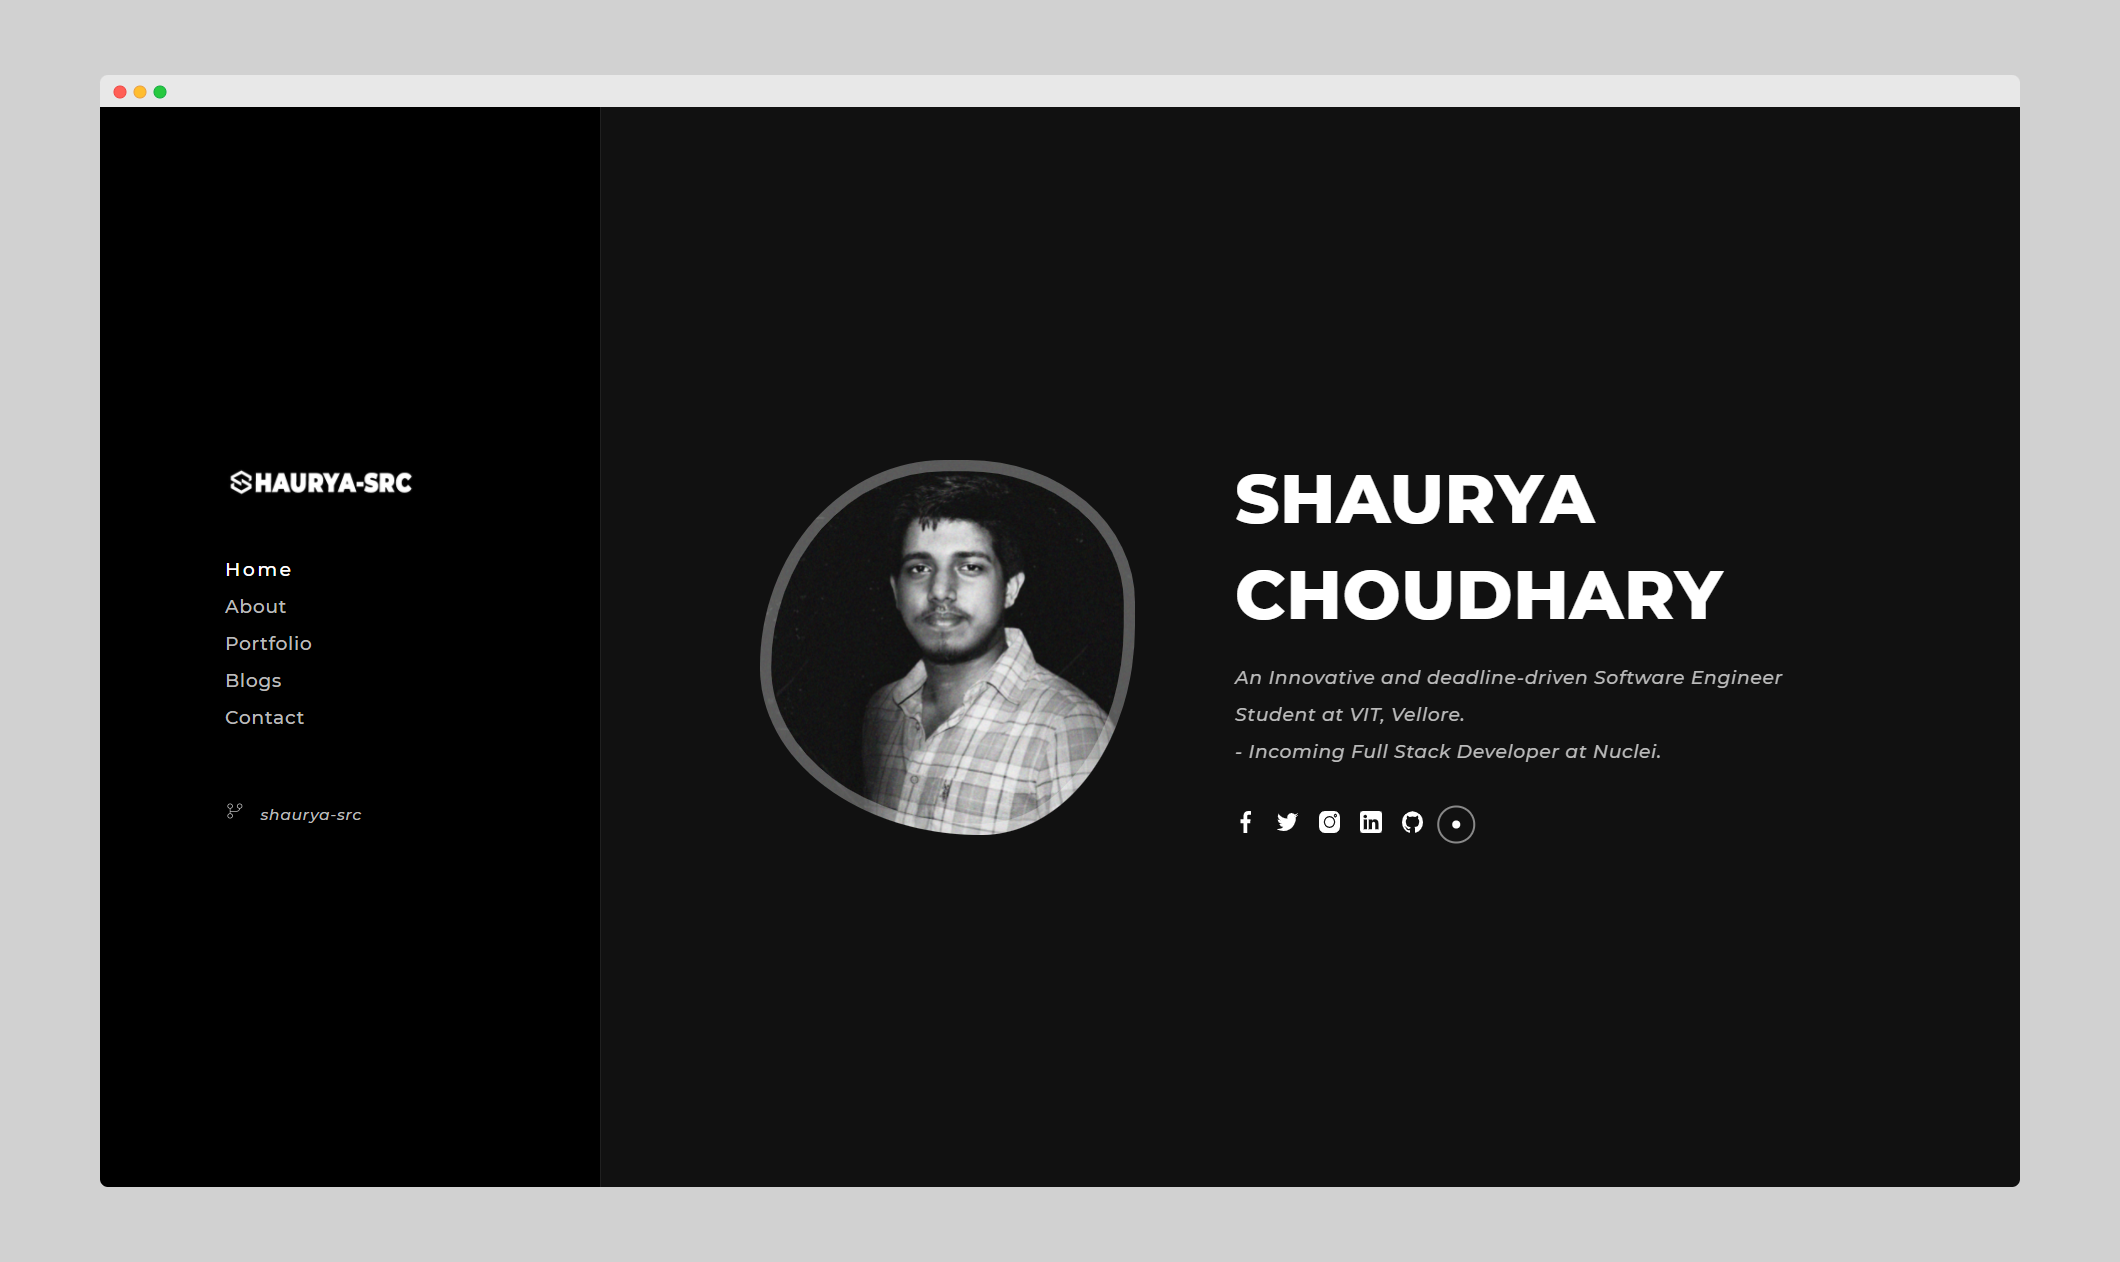 SHAURYA-SRC
Home
About
Portfolio
Blogs
Contact
shaurya-src
SHAURYA
CHOUDHARY
An Innovative and deadline-driven Software Engineer
Student at VIT, Vellore.
- Incoming Full Stack Developer at Nuclei.